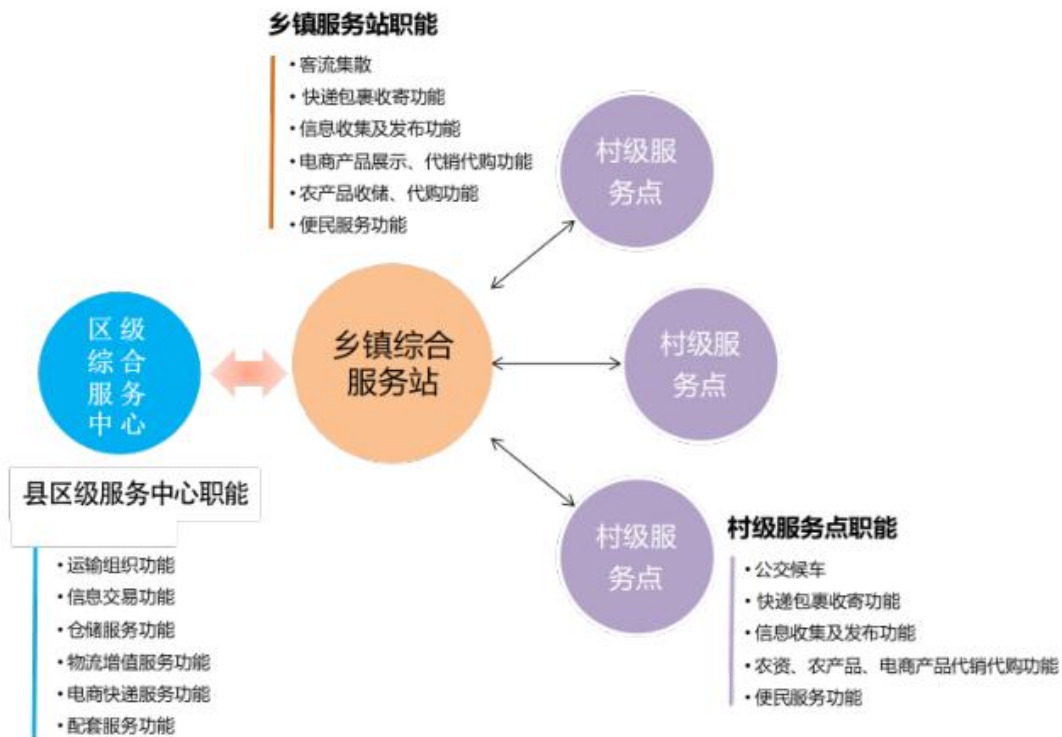 乡镇服务站职能
• 客流集散
• 快递包裹收寄功能
• 信息收集及发布功能
• 电商产品展示、代销代购功能
• 农产品收储、代购功能
• 便民服务功能
村级服
务点
区级
综合
服务
中心
乡镇综合
服务站
村级服
务点
县区级服务中心职能
• 运输组织功能
• 信息交易功能
• 仓储服务功能
• 物流增值服务功能
• 电商快递服务功能
• 配套服务功能
村级服
务点
村级服务点职能
• 公交候车
• 快递包裹收寄功能
• 信息收集及发布功能
• 农资、农产品、电商产品代销代购功能
• 便民服务功能